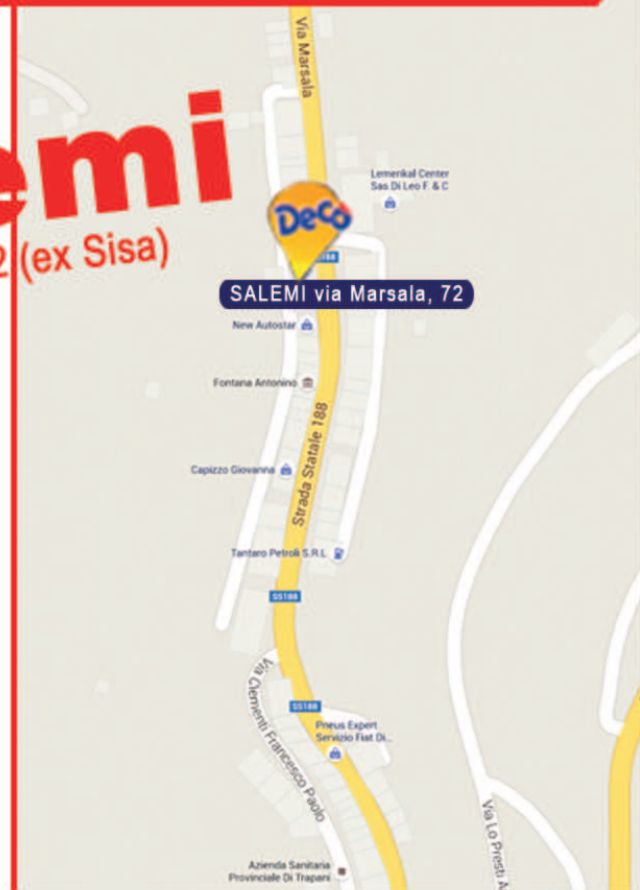 Via Marsala
emi
2 (ex Sisa)
Lemerikal Center
Sas Di Leo F. & C
Decò
188
SALEMI via Marsala, 72
New Autostar
Fontana Antonino
Strada Statale 188
Capizzo Giovanna
Tantaro Petroli S.R.L
SS188
Via Clementi Francesco Paolo
SS188
Pneus Expert
Servizio Fiat Di...
Via Lo Presti A
Azienda Sanitaria
Provinciale Di Trapani